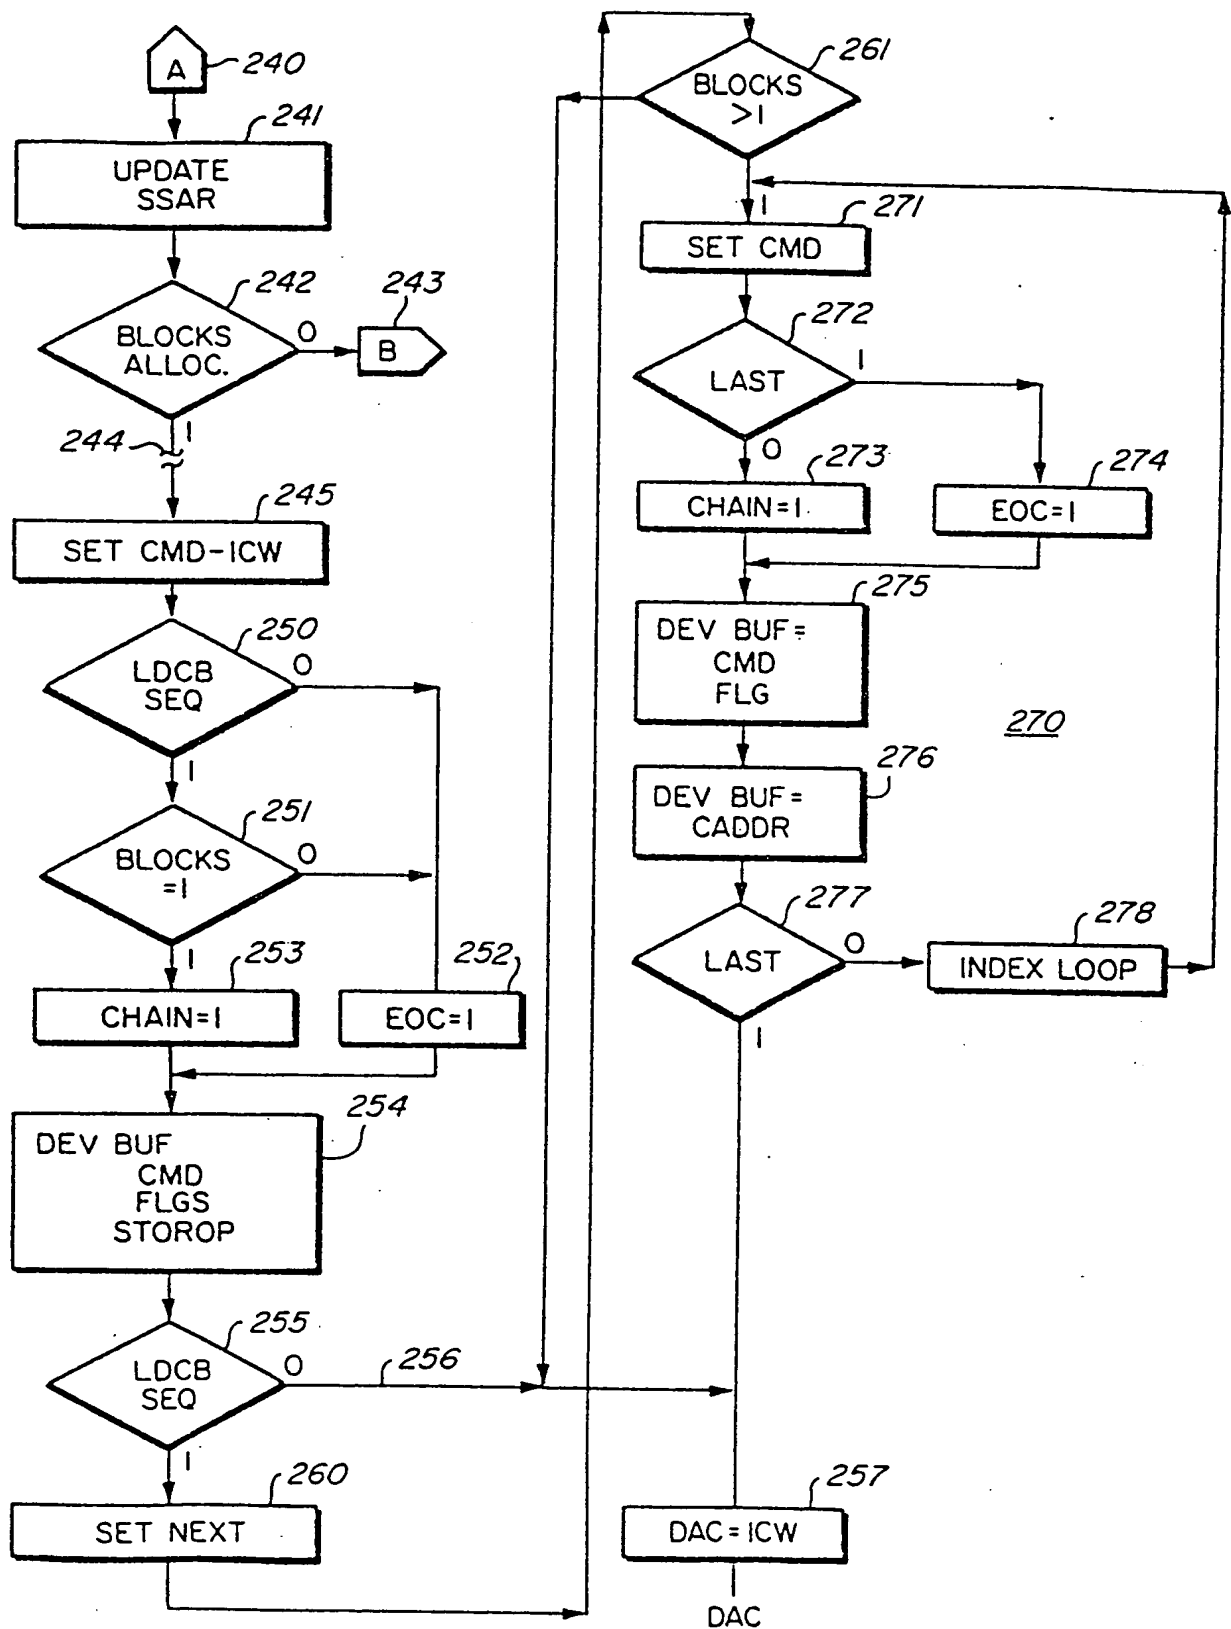 A
240
241
UPDATE
SSAR
242
BLOCKS
ALLOC.
0
243
B
1
244
245
SET CMD-ICW
250
LDCB
SEQ
0
1
251
BLOCKS
=1
0
1
253
CHAIN=1
252
EOC=1
254
DEV BUF
CMD
FLGS
STOROP
255
LDCB
SEQ
0
256
1
260
SET NEXT
261
BLOCKS
>1
1
271
SET CMD
272
LAST
1
0
273
CHAIN=1
274
EOC=1
275
DEV BUF=
CMD
FLG
270
276
DEV BUF=
CADDR
277
LAST
0
278
INDEX LOOP
1
257
DAC=ICW
DAC